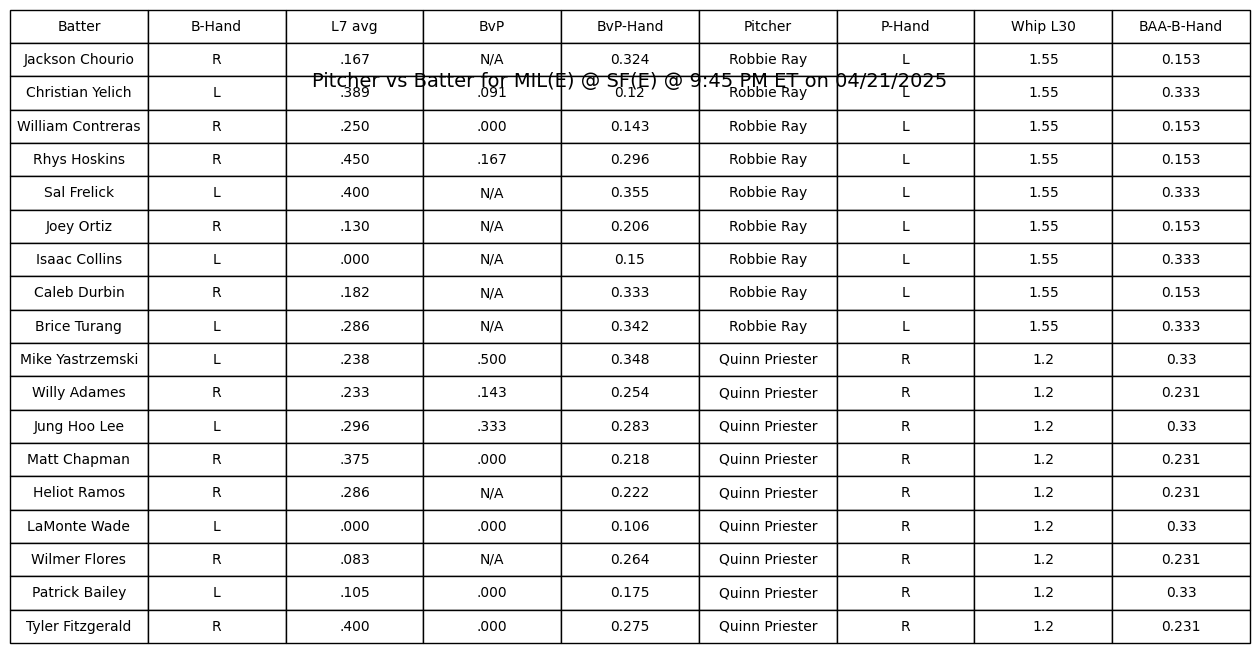 Batter B-Hand L7 avg BvP BvP-Hand Pitcher P-Hand Whip L30 BAA-B-Hand
Jackson Chourio R .167 N/A 0.324 Robbie Ray L 1.55 0.153
Pitcher vs Batter for MIL(E) @ SF(E) @ 9:45 PM ET on 04/21/2025
Christian Yelich L .389 .091 0.12 Robbie Ray L 1.55 0.333
William Contreras R .250 .000 0.143 Robbie Ray L 1.55 0.153
Rhys Hoskins R .450 .167 0.296 Robbie Ray L 1.55 0.153
Sal Frelick L .400 N/A 0.355 Robbie Ray L 1.55 0.333
Joey Ortiz R .130 N/A 0.206 Robbie Ray L 1.55 0.153
Isaac Collins L .000 N/A 0.15 Robbie Ray L 1.55 0.333
Caleb Durbin R .182 N/A 0.333 Robbie Ray L 1.55 0.153
Brice Turang L .286 N/A 0.342 Robbie Ray L 1.55 0.333
Mike Yastrzemski L .238 .500 0.348 Quinn Priester R 1.2 0.33
Willy Adames R .233 .143 0.254 Quinn Priester R 1.2 0.231
Jung Hoo Lee L .296 .333 0.283 Quinn Priester R 1.2 0.33
Matt Chapman R .375 .000 0.218 Quinn Priester R 1.2 0.231
Heliot Ramos R .286 N/A 0.222 Quinn Priester R 1.2 0.231
LaMonte Wade L .000 .000 0.106 Quinn Priester R 1.2 0.33
Wilmer Flores R .083 N/A 0.264 Quinn Priester R 1.2 0.231
Patrick Bailey L .105 .000 0.175 Quinn Priester R 1.2 0.33
Tyler Fitzgerald R .400 .000 0.275 Quinn Priester R 1.2 0.231